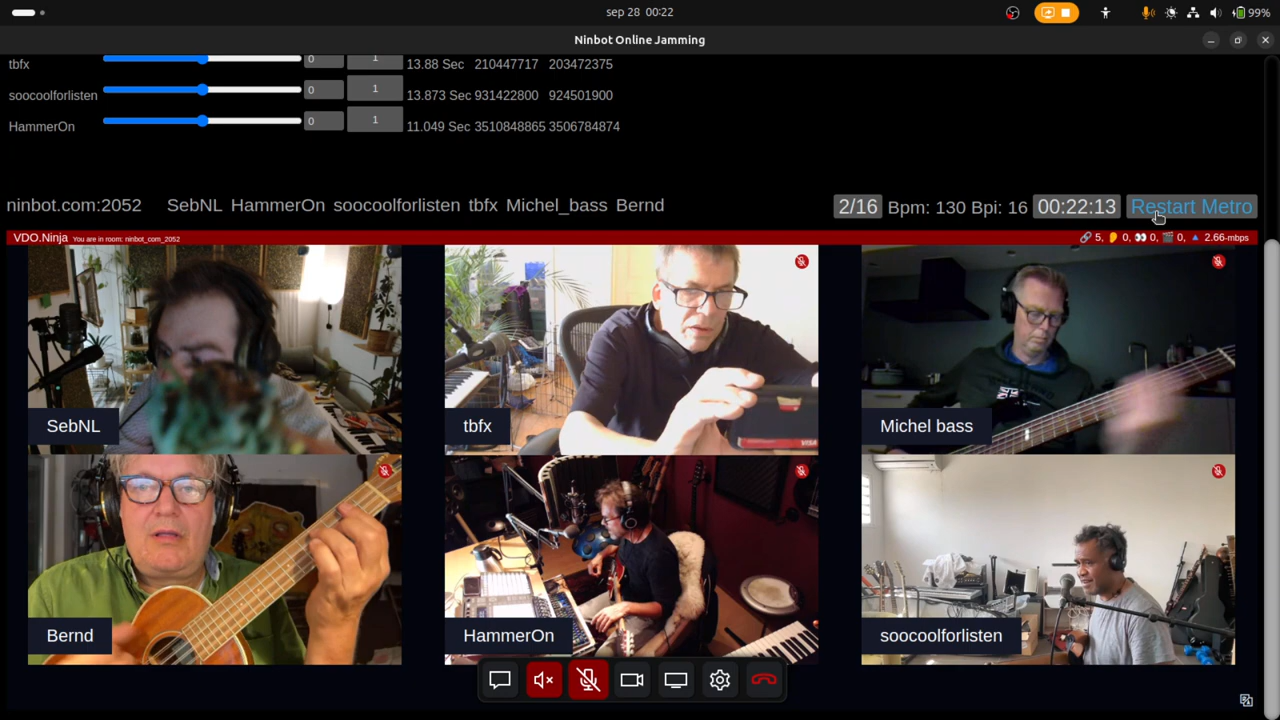 sep 28 00:22
99%
Ninbot Online Jamming
tbfx 0 1 13.88 Sec 210447717 203472375
soocoolforlisten 0 1 13.873 Sec 931422800 924501900
HammerOn 0 1 11.049 Sec 3510848865 3506784874
ninbot.com:2052 SebNL HammerOn soocoolforlisten tbfx Michel_bass Bernd 2/16 Bpm: 130 Bpi: 16 00:22:13 Restart Metro
VDO.Ninja You are in room: ninbot_com_2052 5, 0, 0, 0, 2.66-mbps
SebNL
tbfx
VISA
Michel bass
Bernd
HammerOn
soocoolforlisten